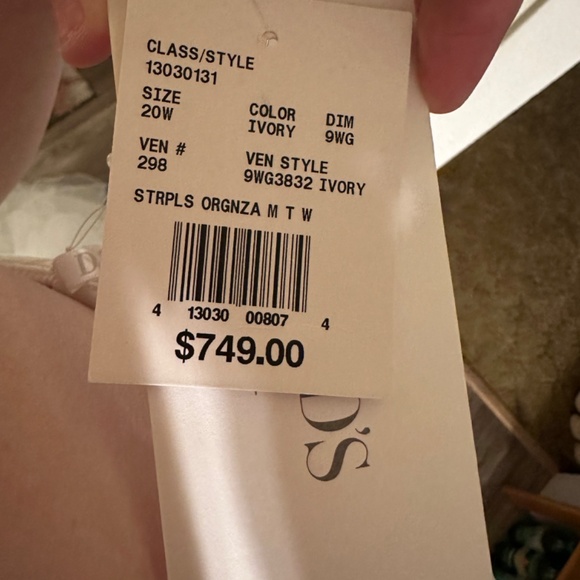 CLASS/STYLE
13030131
SIZE COLOR DIM
20W IVORY 9WG
VEN # VEN STYLE
298 9WG3832 IVORY
STRPLS ORGNZA M T W
4 13030 00807 4
$749.00
D'S
D